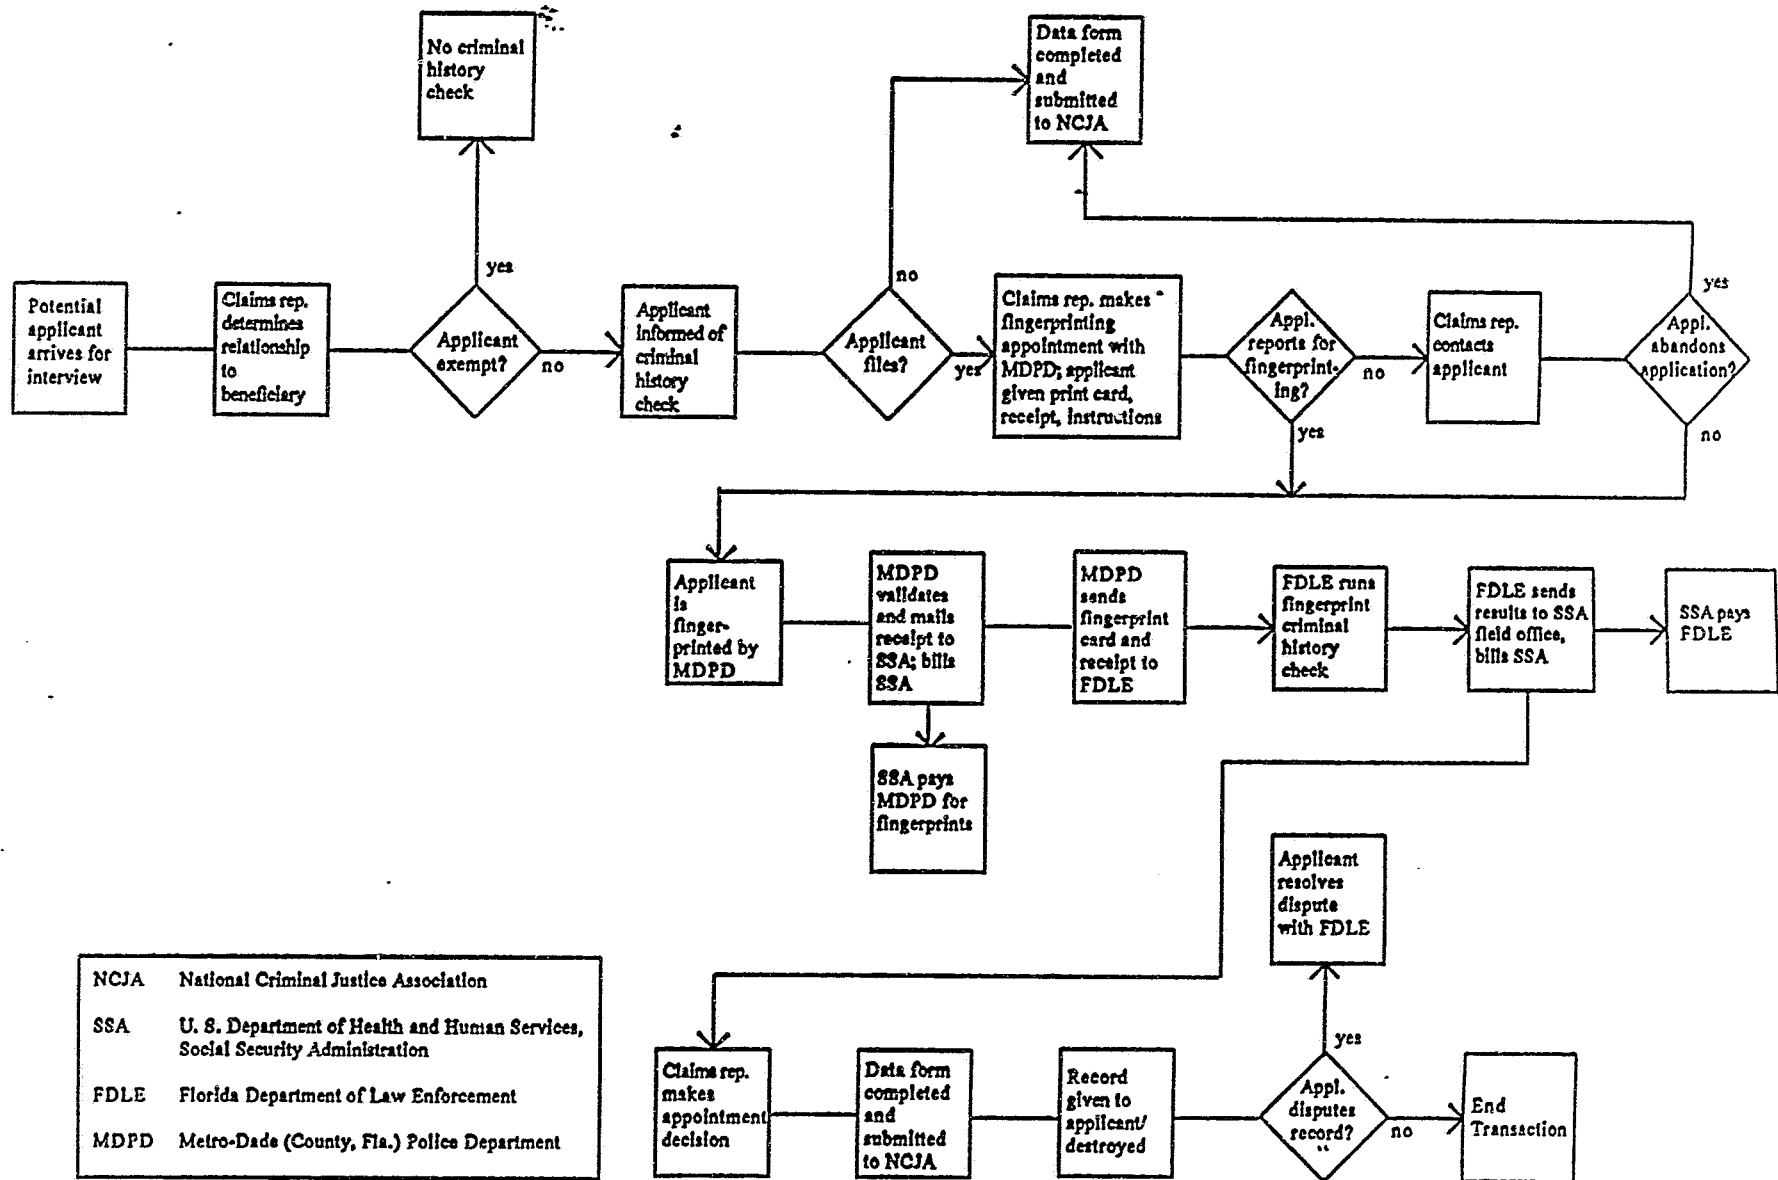 No criminal
history
check
Data form
completed
and
submitted
to NCJA
Potential
applicant
arrives for
interview
Claims rep.
determines
relationship
to
beneficiary
yes
Applicant
exempt?
no
Applicant
informed of
criminal
history
check
no
Applicant
files?
yes
Claims rep. makes
fingerprinting
appointment with
MDPD; applicant
given print card,
receipt, instructions
Appl.
reports for
fingerprint-
ing?
no
yes
Claims rep.
contacts
applicant
yes
Appl.
abandons
application?
no
Applicant
is
finger-
printed by
MDPD
MDPD
validates
and mails
receipt to
SSA; bills
SSA
MDPD
sends
fingerprint
card and
receipt to
FDLE
FDLE runs
fingerprint
criminal
history
check
FDLE sends
results to SSA
field office,
bills SSA
SSA pays
FDLE
SSA pays
MDPD for
fingerprints
Applicant
resolves
dispute
with FDLE
NCJA National Criminal Justice Association
SSA U. S. Department of Health and Human Services,
Social Security Administration
FDLE Florida Department of Law Enforcement
MDPD Metro-Dade (County, Fla.) Police Department
Claims rep.
makes
appointment
decision
Data form
completed
and
submitted
to NCJA
Record
given to
applicant/
destroyed
yes
Appl.
disputes
record?
no
End
Transaction